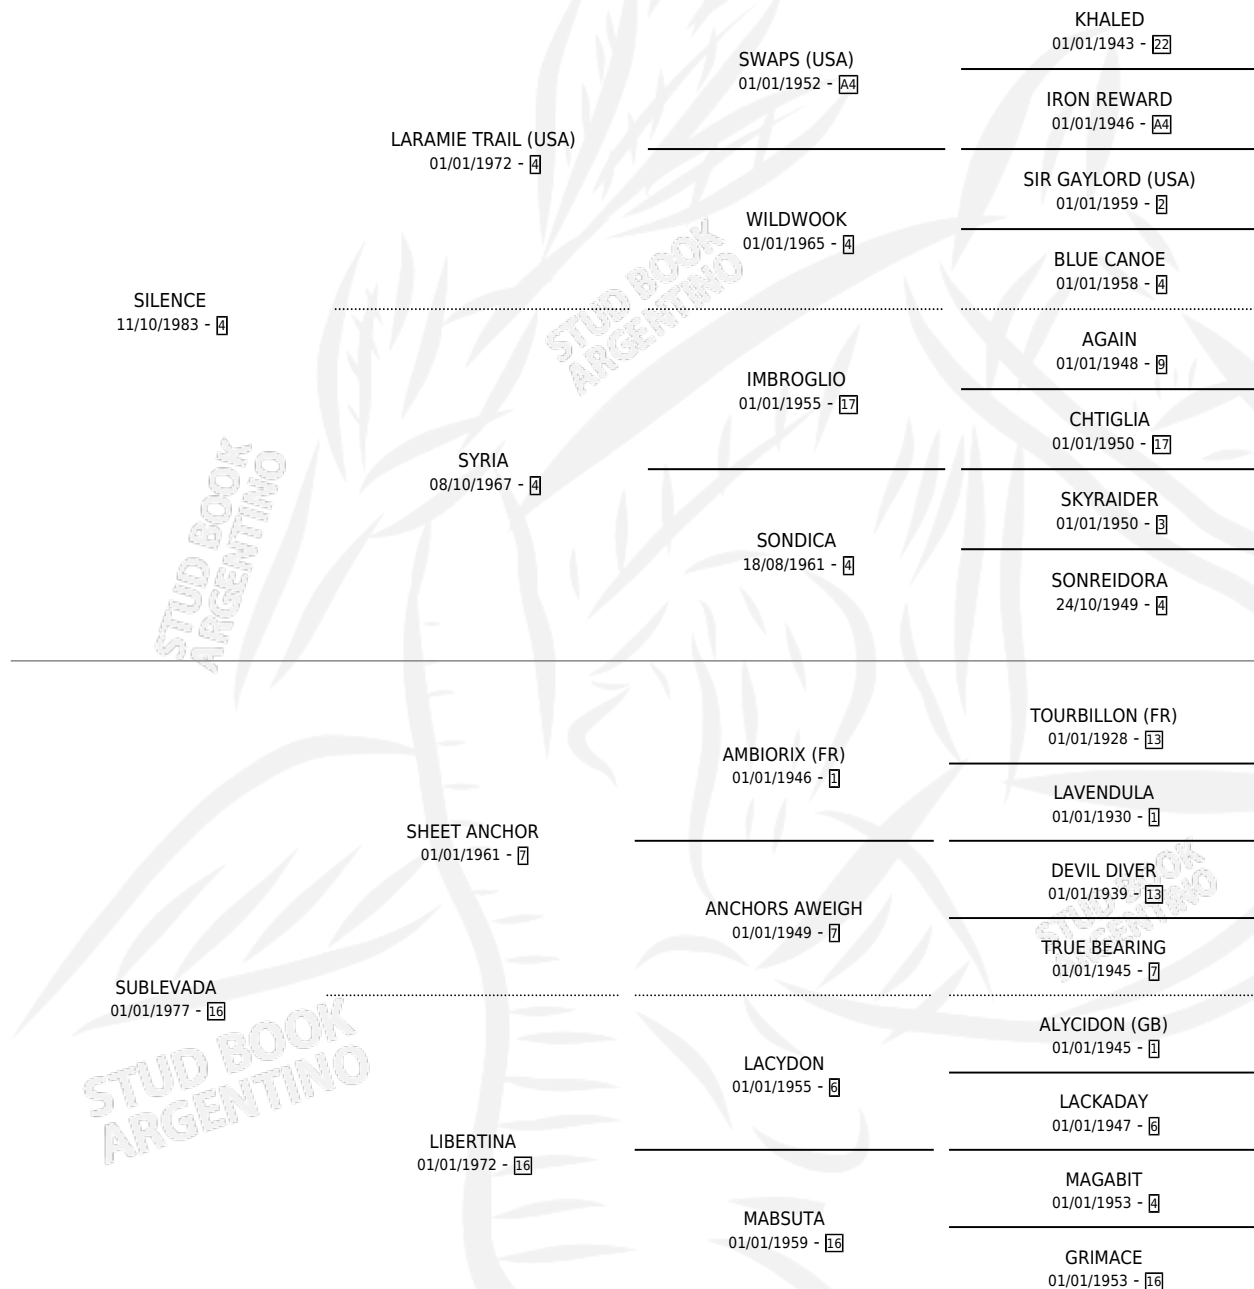 KHALED
01/01/1943 - 22
SWAPS (USA)
01/01/1952 - A4
IRON REWARD
01/01/1946 - A4
LARAMIE TRAIL (USA)
01/01/1972 - 4
SIR GAYLORD (USA)
01/01/1959 - 2
WILDWOOK
01/01/1965 - 4
BLUE CANOE
01/01/1958 - 4
SILENCE
11/10/1983 - 4
AGAIN
01/01/1948 - 9
IMBROGLIO
01/01/1955 - 17
CHTIGLIA
01/01/1950 - 17
SYRIA
08/10/1967 - 4
SKYRAIDER
01/01/1950 - 3
SONDICA
18/08/1961 - 4
SONREIDORA
24/10/1949 - 4
TOURBILLON (FR)
01/01/1928 - 13
AMBIORIX (FR)
01/01/1946 - 1
LAVENDULA
01/01/1930 - 1
SHEET ANCHOR
01/01/1961 - 7
DEVIL DIVER
01/01/1939 - 13
ANCHORS AWEIGH
01/01/1949 - 7
TRUE BEARING
01/01/1945 - 7
SUBLEVADA
01/01/1977 - 16
ALYCIDON (GB)
01/01/1945 - 1
LACYDON
01/01/1955 - 6
LACKADAY
01/01/1947 - 6
LIBERTINA
01/01/1972 - 16
MAGABIT
01/01/1953 - 4
MABSUTA
01/01/1959 - 16
GRIMACE
01/01/1953 - 16
STUD BOOK
ARGENTINO
STUD BOOK
ARGENTINO
STUD BOOK
ARGENTINO
STUD BOOK
ARGENTINO